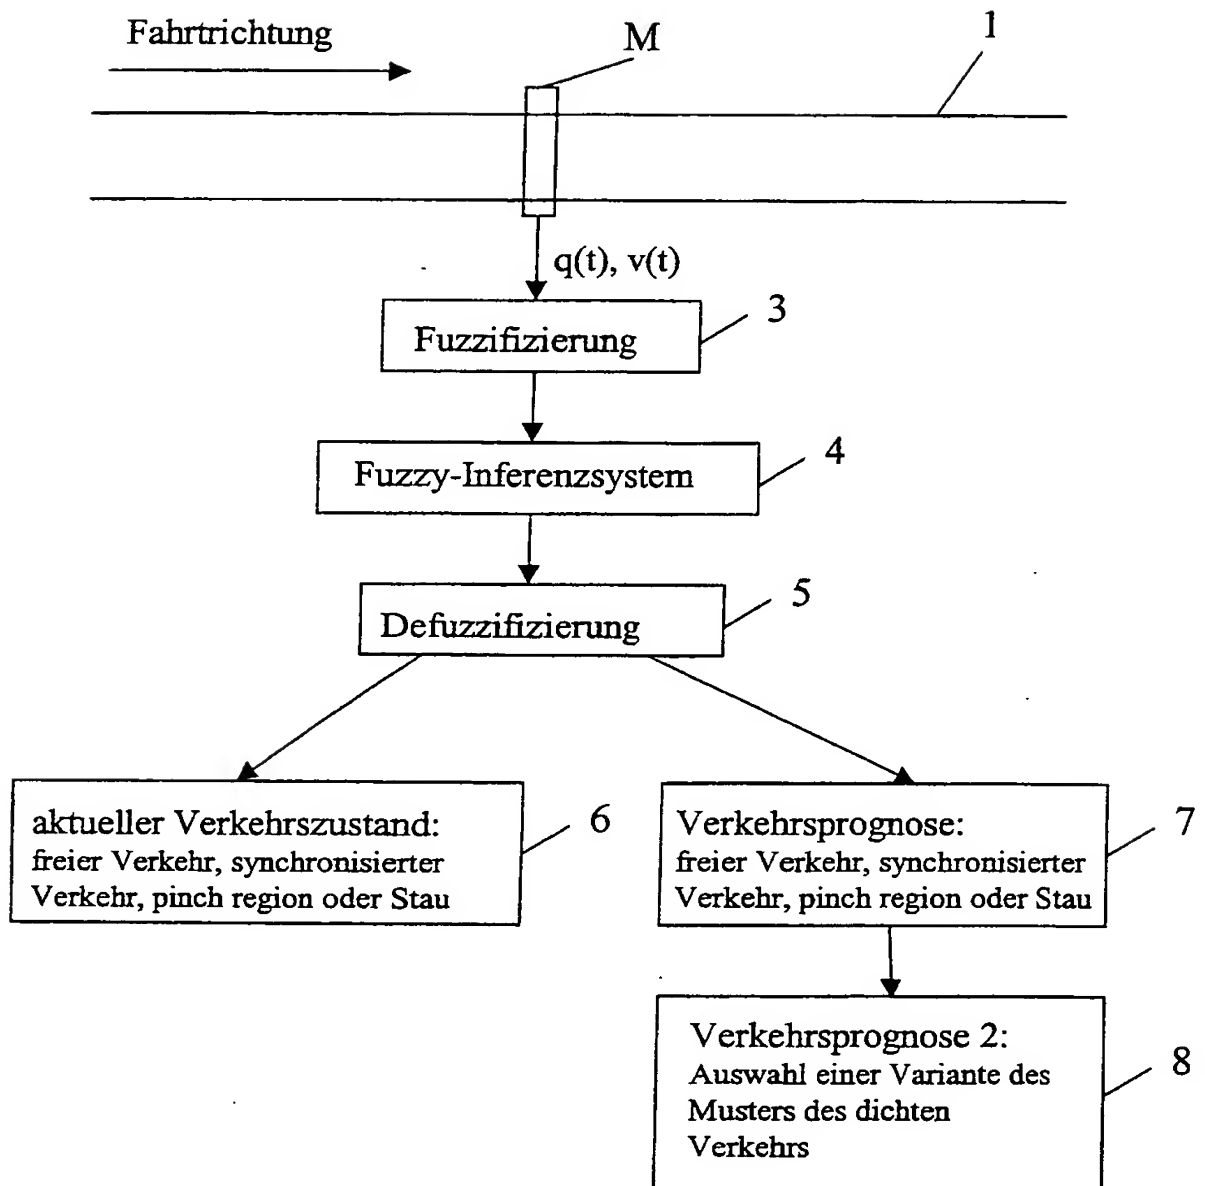 Fahrtrichtung
M
1
q(t), v(t)
Fuzzifizierung
3
Fuzzy-Inferenzsystem
4
Defuzzifizierung
5
aktueller Verkehrszustand:
freier Verkehr, synchronisierter
Verkehr, pinch region oder Stau
6
Verkehrsprognose:
freier Verkehr, synchronisierter
Verkehr, pinch region oder Stau
7
Verkehrsprognose 2:
Auswahl einer Variante des
Musters des dichten
Verkehrs
8